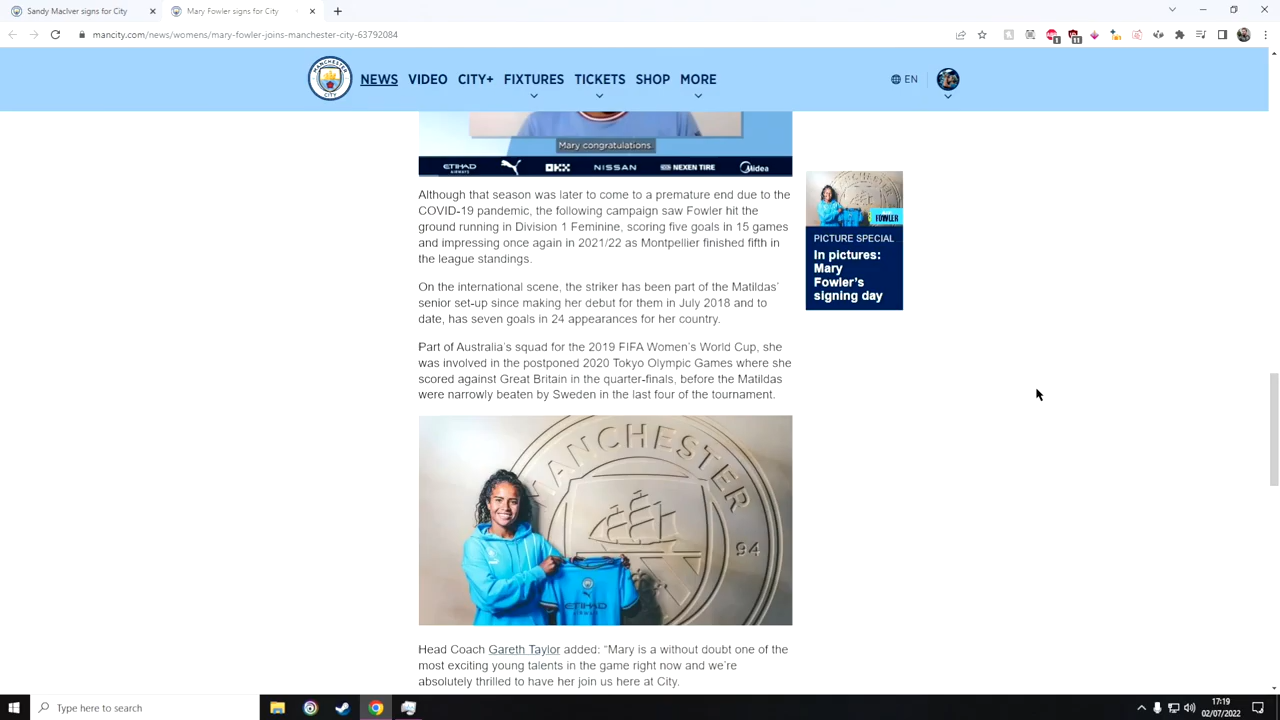 Sandy MacIver signs for City
Mary Fowler signs for City
mancity.com/news/womens/mary-fowler-joins-manchester-city-63792084
1
11
NEWS VIDEO CITY+ FIXTURES TICKETS SHOP MORE
EN
Mary congratulations.
ETIHAD AIRWAYS OKX NISSAN NEXEN TIRE Midea
Although that season was later to come to a premature end due to the
COVID-19 pandemic, the following campaign saw Fowler hit the
ground running in Division 1 Feminine, scoring five goals in 15 games
and impressing once again in 2021/22 as Montpellier finished fifth in
the league standings.
On the international scene, the striker has been part of the Matildas'
senior set-up since making her debut for them in July 2018 and to
date, has seven goals in 24 appearances for her country.
Part of Australia's squad for the 2019 FIFA Women's World Cup, she
was involved in the postponed 2020 Tokyo Olympic Games where she
scored against Great Britain in the quarter-finals, before the Matildas
were narrowly beaten by Sweden in the last four of the tournament.
FOWLER
PICTURE SPECIAL
In pictures:
Mary
Fowler's
signing day
MANCHESTER
94
ETIHAD
AIRWAYS
Head Coach Gareth Taylor added: "Mary is a without doubt one of the
most exciting young talents in the game right now and we're
absolutely thrilled to have her join us here at City.
Type here to search
17:19
02/07/2022